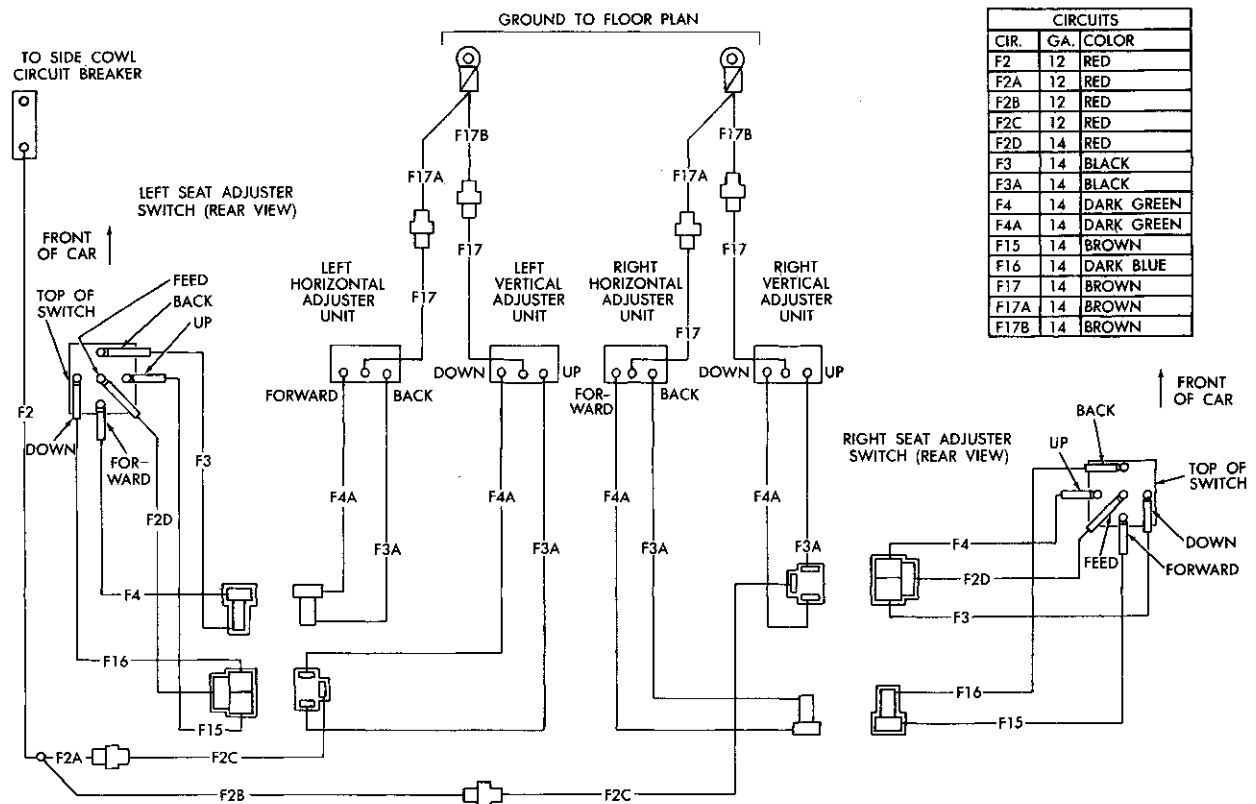 GROUND TO FLOOR PLAN
TO SIDE COWL
CIRCUIT BREAKER
CIRCUITS
CIR. GA. COLOR
F2 12 RED
F2A 12 RED
F2B 12 RED
F2C 12 RED
F2D 14 RED
F3 14 BLACK
F3A 14 BLACK
F4 14 DARK GREEN
F4A 14 DARK GREEN
F15 14 BROWN
F16 14 DARK BLUE
F17 14 BROWN
F17A 14 BROWN
F17B 14 BROWN
F17B
F17A
F17
F17
F17B
F17A
F17
F17
LEFT SEAT ADJUSTER
SWITCH (REAR VIEW)
FRONT
OF CAR
FEED
BACK
UP
TOP OF
SWITCH
DOWN
FOR-
WARD
LEFT
HORIZONTAL
ADJUSTER
UNIT
LEFT
VERTICAL
ADJUSTER
UNIT
RIGHT
HORIZONTAL
ADJUSTER
UNIT
RIGHT
VERTICAL
ADJUSTER
UNIT
FORWARD
BACK
DOWN
UP
FOR-
WARD
BACK
DOWN
UP
FRONT
OF CAR
RIGHT SEAT ADJUSTER
SWITCH (REAR VIEW)
BACK
UP
TOP OF
SWITCH
DOWN
FEED
FORWARD
F2
F3
F2D
F4A
F3A
F4A
F3A
F4A
F3A
F4A
F3A
F4
F2D
F3
F4
F16
F15
F16
F15
F2A
F2C
F2B
F2C